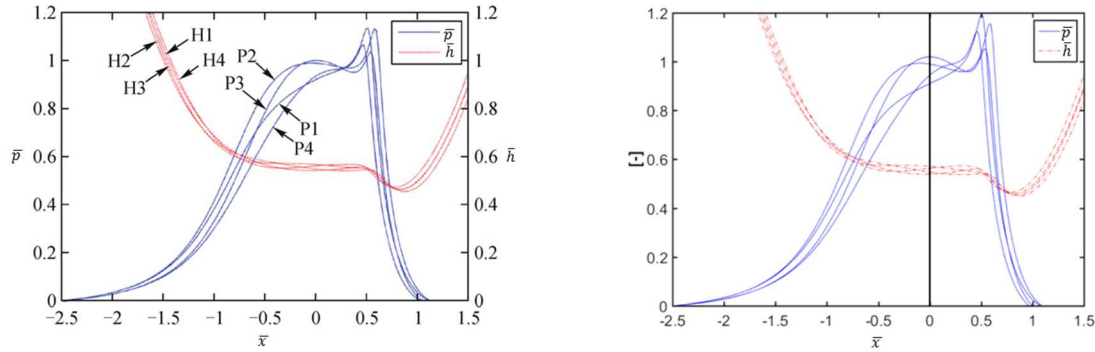 1.2 1.2 1.2
H1 p̅ p̅
h̅ h̅
H2 H4 P2
1 1 1
H3
P3
0.8 0.8 0.8
P1
P4
p̅ 0.6 0.6 h̅ [-] 0.6
0.4 0.4 0.4
0.2 0.2 0.2
0 0 0
−2.5 −2 −1.5 −1 −0.5 0 0.5 1 1.5 -2.5 -2 -1.5 -1 -0.5 0 0.5 1 1.5
x̅ x̅